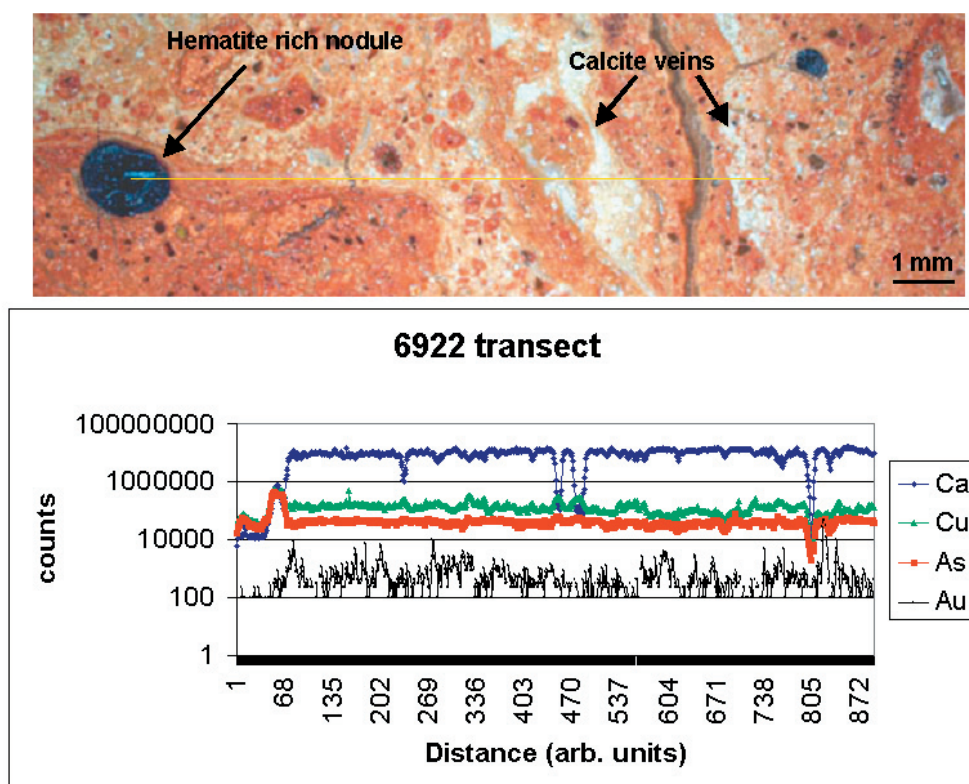 Hematite rich nodule
Calcite veins
1 mm
6922 transect
100000000
1000000
10000
100
1
counts
1
68
135
202
269
336
403
470
537
604
671
738
805
872
Distance (arb. units)
Ca
Cu
As
Au